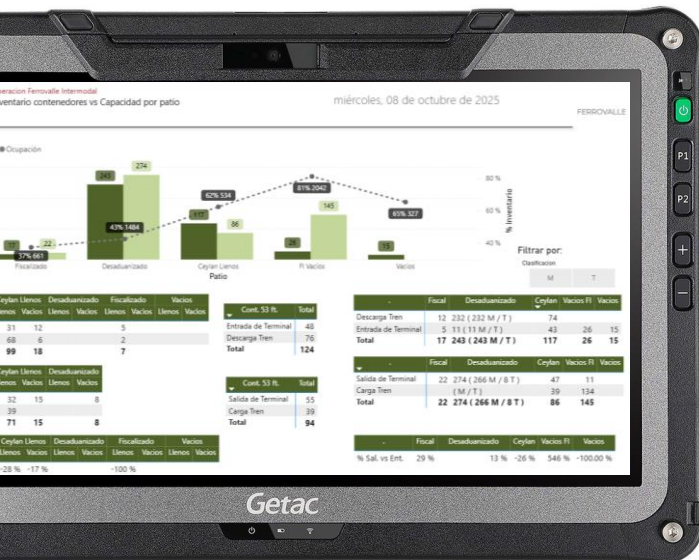 eracion Ferrovalle Intermodal
ventario contenedores vs Capacidad por patio
miércoles, 08 de octubre de 2025
FERROVALLE
Ocupación
243 274
62% 534
81% 2042
80 %
43% 1484
117 86
145
65% 327
60 %
22
37% 661
26
15
40 %
% Inventario
Fiscalizado Desaduanizado Ceylan Llenos Fl Vacíos Vacios
Patio
Filtrar por:
Clasificacion
M T
Ceylan Llenos Desaduanizado Fiscalizado Vacios
lenos Vacios Llenos Vacios Llenos Vacios Llenos Vacios
31 12 5
68 6 2
99 18 7
Cont. 53 ft. Total
Entrada de Terminal 48
Descarga Tren 76
Total 124
. Fiscal Desaduanizado Ceylan Vacios Fl Vacios
Descarga Tren 12 232 ( 232 M / T ) 74
Entrada de Terminal 5 11 ( 11 M / T ) 43 26 15
Total 17 243 ( 243 M / T ) 117 26 15
Ceylan Llenos Desaduanizado
lenos Vacios Llenos Vacios
32 15 8
39
71 15 8
Cont. 53 ft. Total
Salida de Terminal 55
Carga Tren 39
Total 94
. Fiscal Desaduanizado Ceylan Vacios Fl
Salida de Terminal 22 274 ( 266 M / 8 T ) 47 11
Carga Tren ( M / T ) 39 134
Total 22 274 ( 266 M / 8 T ) 86 145
Ceylan Llenos Desaduanizado Fiscalizado Vacios
Llenos Vacios Llenos Vacios Llenos Vacios Llenos Vacios
-28 % -17 % -100 %
. Fiscal Desaduanizado Ceylan Vacios Fl Vacios
% Sal. vs Ent. 29 % 13 % -26 % 546 % -100.00 %
P1
P2
Getac